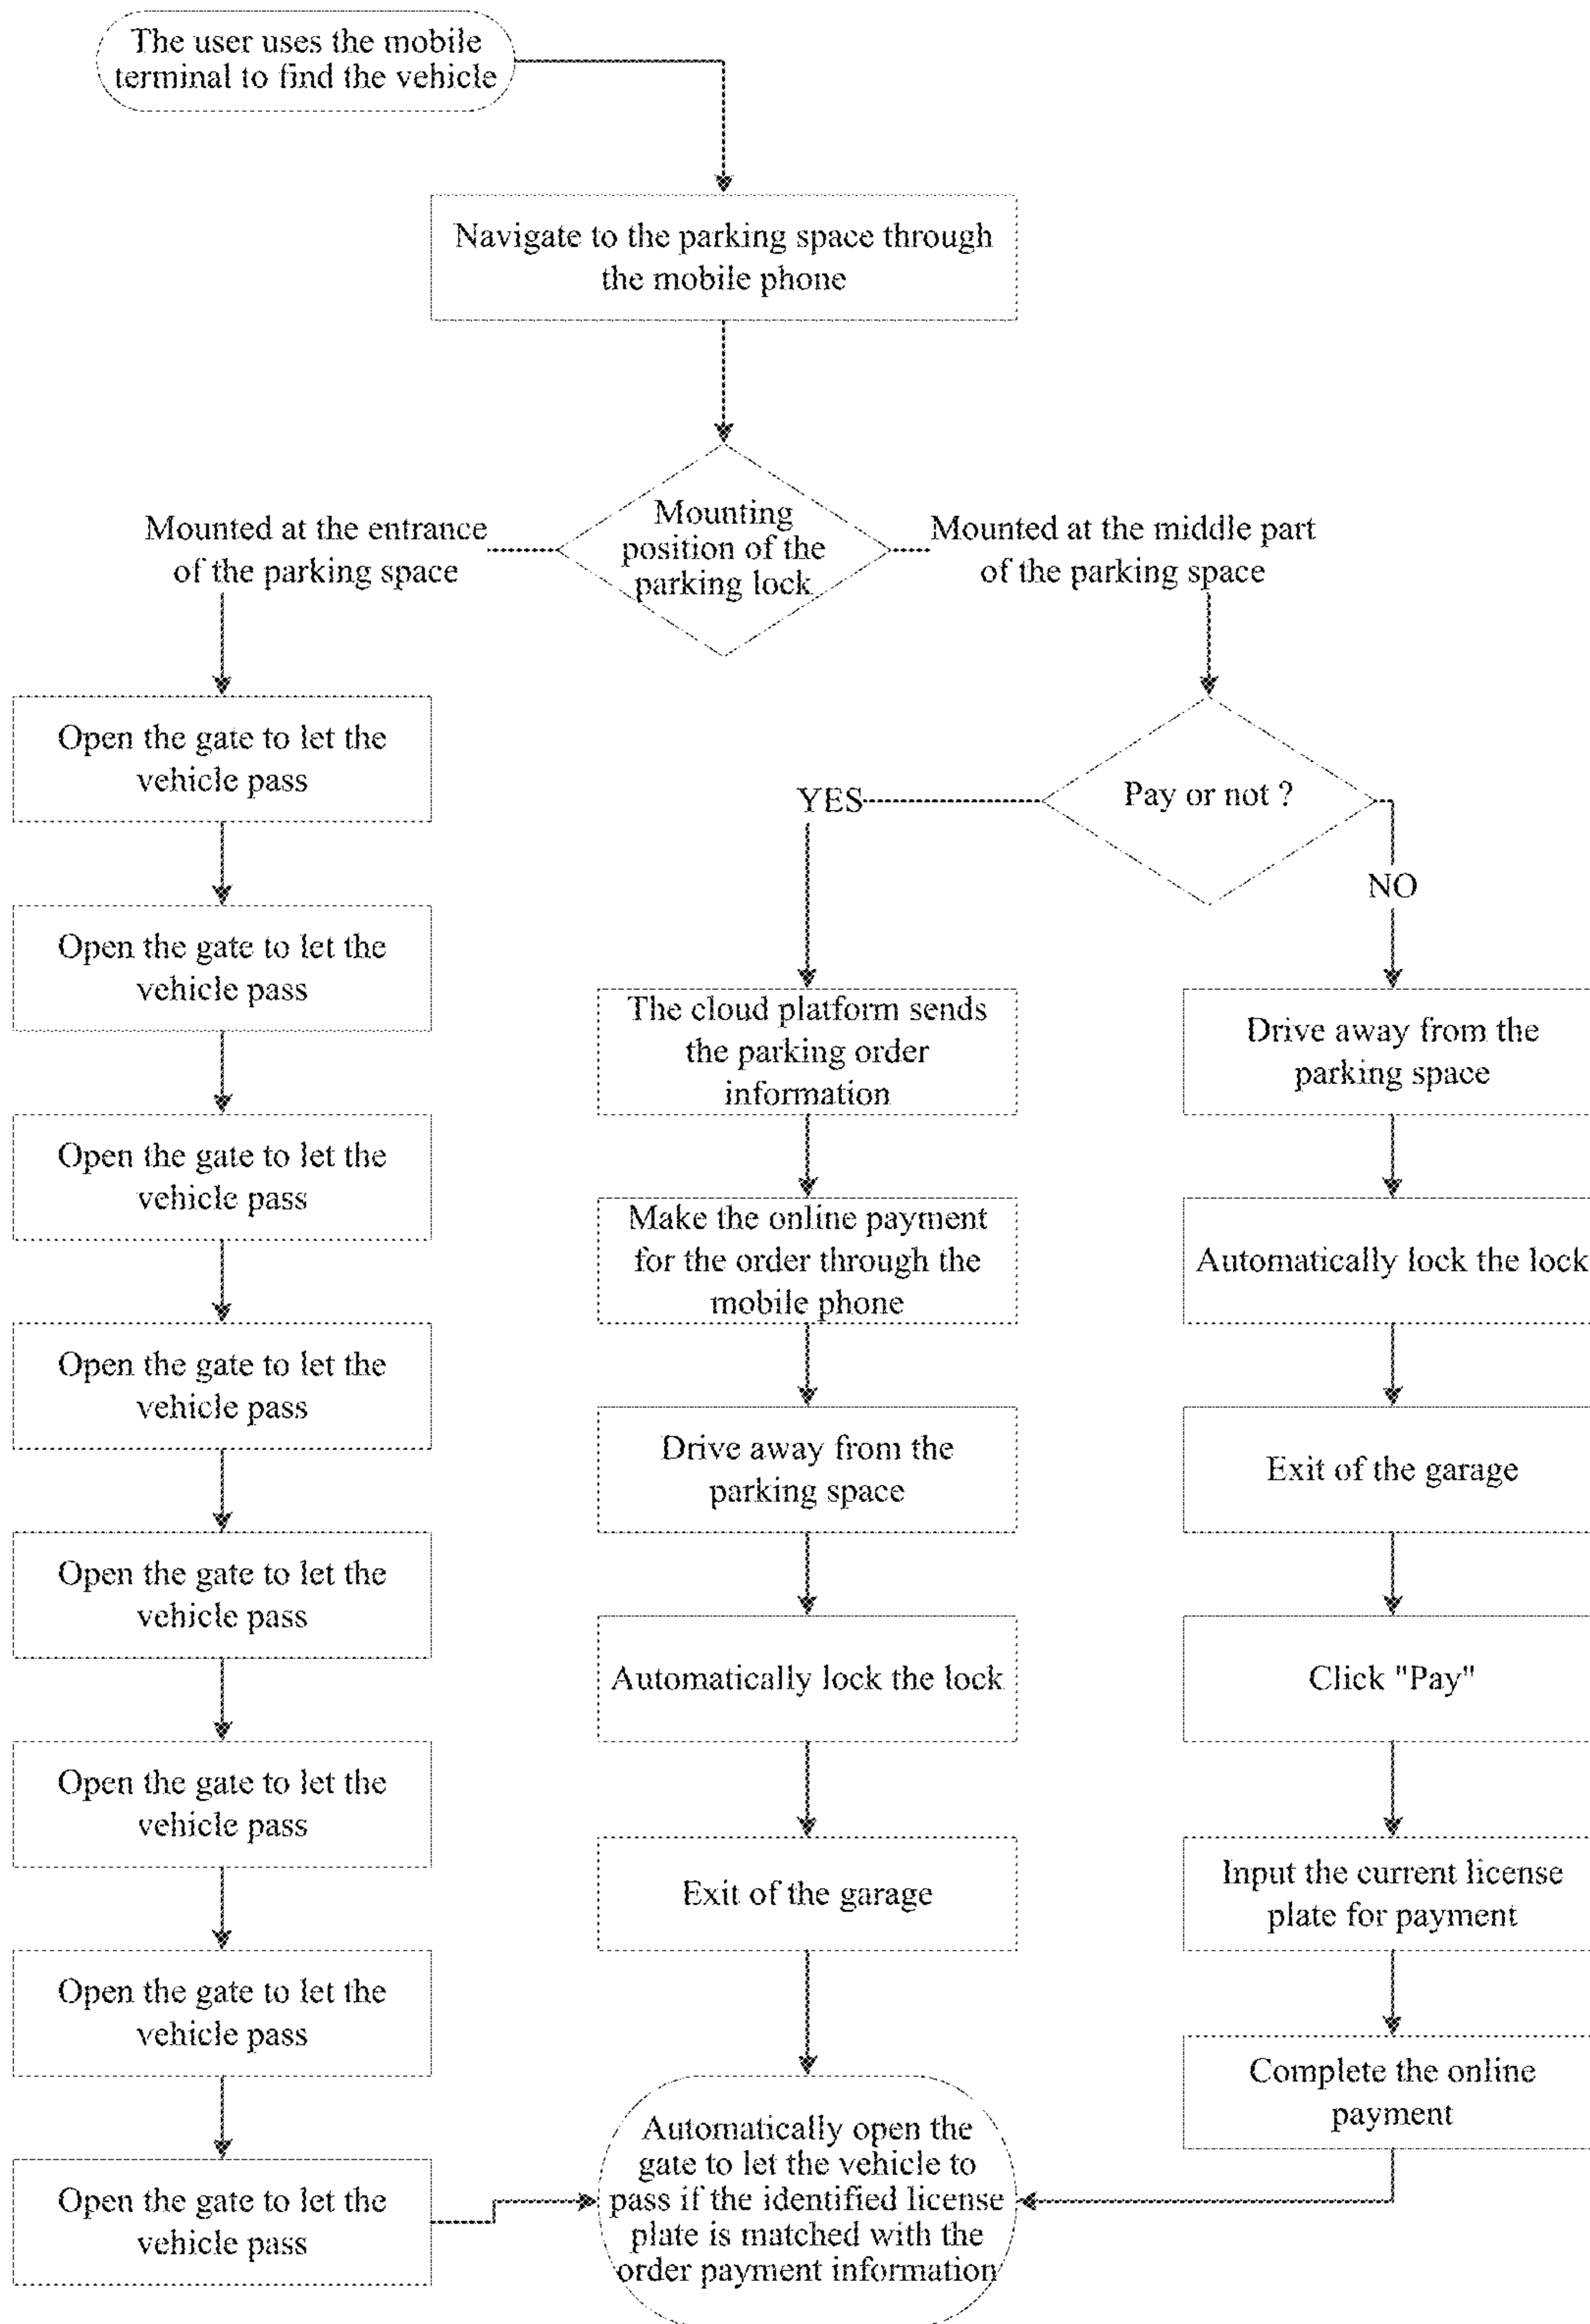 The user uses the mobile
terminal to find the vehicle
Navigate to the parking space through
the mobile phone
Mounting
position of the
parking lock
Mounted at the entrance
of the parking space
Mounted at the middle part
of the parking space
Open the gate to let the
vehicle pass
Open the gate to let the
vehicle pass
Open the gate to let the
vehicle pass
Open the gate to let the
vehicle pass
Open the gate to let the
vehicle pass
Open the gate to let the
vehicle pass
Open the gate to let the
vehicle pass
Open the gate to let the
vehicle pass
Pay or not ?
YES
NO
The cloud platform sends
the parking order
information
Make the online payment
for the order through the
mobile phone
Drive away from the
parking space
Automatically lock the lock
Exit of the garage
Drive away from the
parking space
Automatically lock the lock
Exit of the garage
Click "Pay"
Input the current license
plate for payment
Complete the online
payment
Automatically open the
gate to let the vehicle to
pass if the identified license
plate is matched with the
order payment information